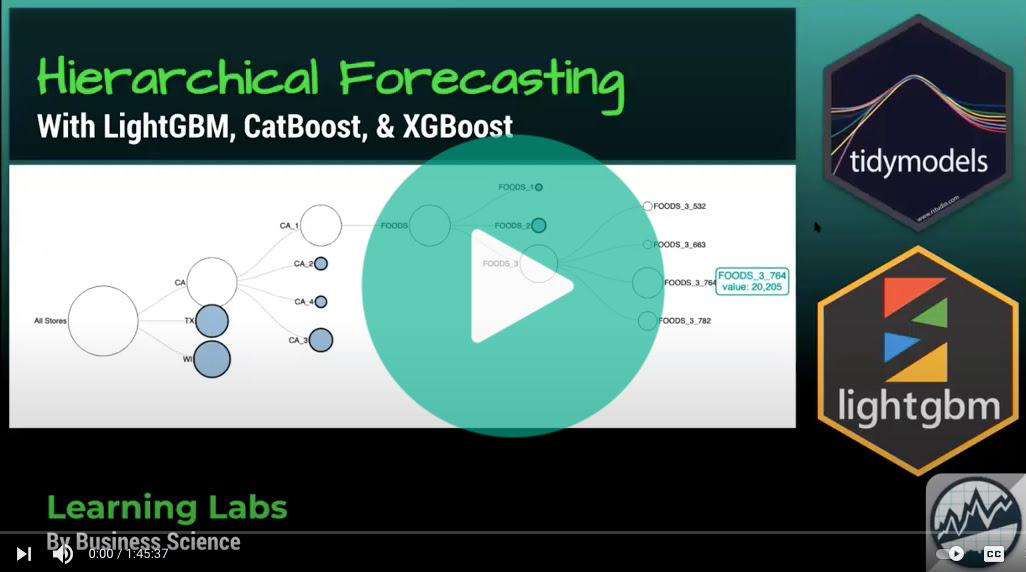 Hierarchical Forecasting
With LightGBM, CatBoost, & XGBoost
tidymodels
www.rstudio.com
FOODS_1
FOODS_3_532
CA_1
FOODS
FOODS_2
FOODS_3_663
CA_2
FOODS_3
CA
FOODS_3_764
FOODS_3_764
value: 20,205
CA_4
All Stores
TX
FOODS_3_782
CA_3
WI
lightgbm
Learning Labs
By Business Science
0:00 / 1:45:37
CC